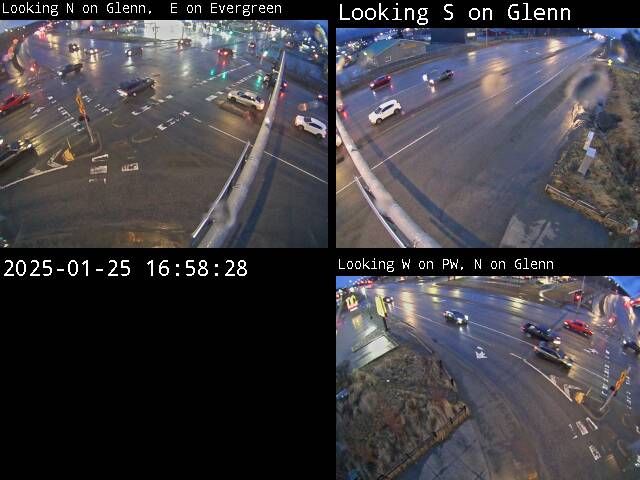 Looking N on Glenn,  E on Evergreen
Looking S on Glenn
2025-01-25 16:58:28
Looking W on PW, N on Glenn